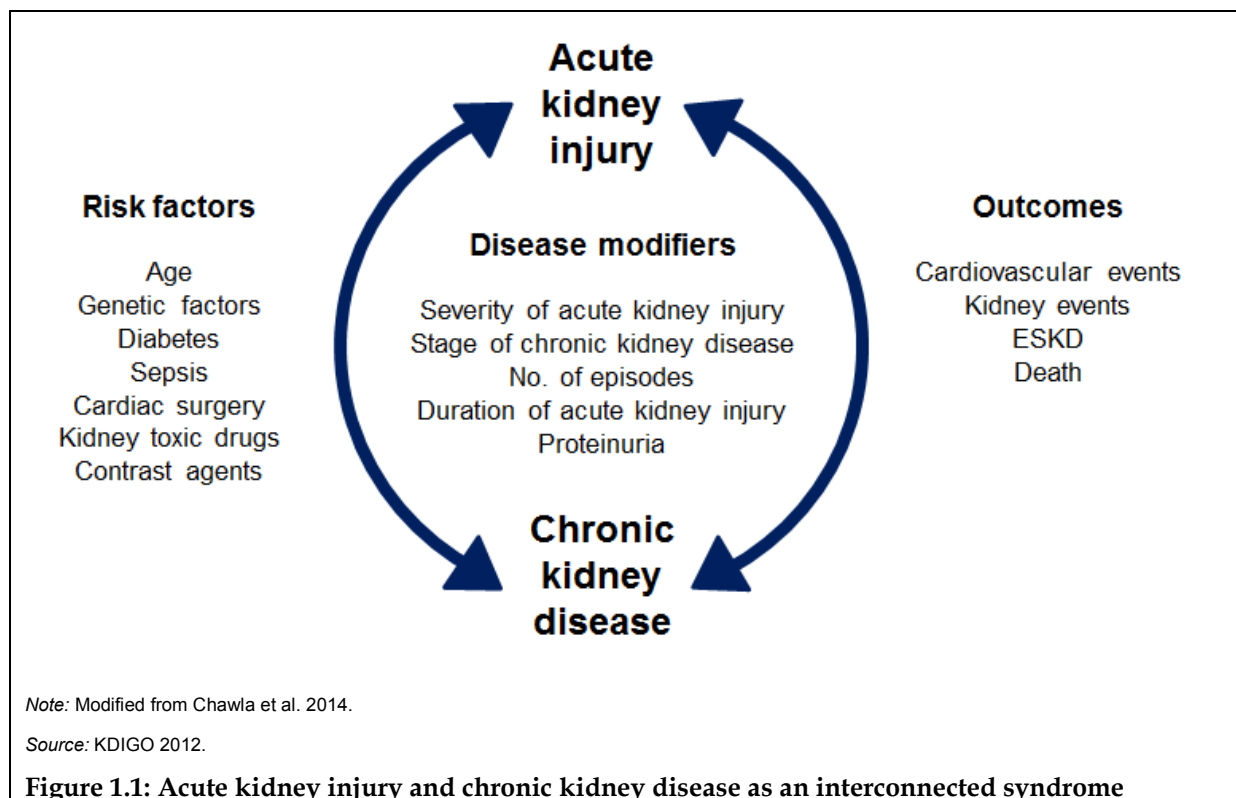 Acute
kidney
injury
Risk factors
Age
Genetic factors
Diabetes
Sepsis
Cardiac surgery
Kidney toxic drugs
Contrast agents
Disease modifiers
Severity of acute kidney injury
Stage of chronic kidney disease
No. of episodes
Duration of acute kidney injury
Proteinuria
Outcomes
Cardiovascular events
Kidney events
ESKD
Death
Chronic
kidney
disease
Note: Modified from Chawla et al. 2014.
Source: KDIGO 2012.
Figure 1.1: Acute kidney injury and chronic kidney disease as an interconnected syndrome